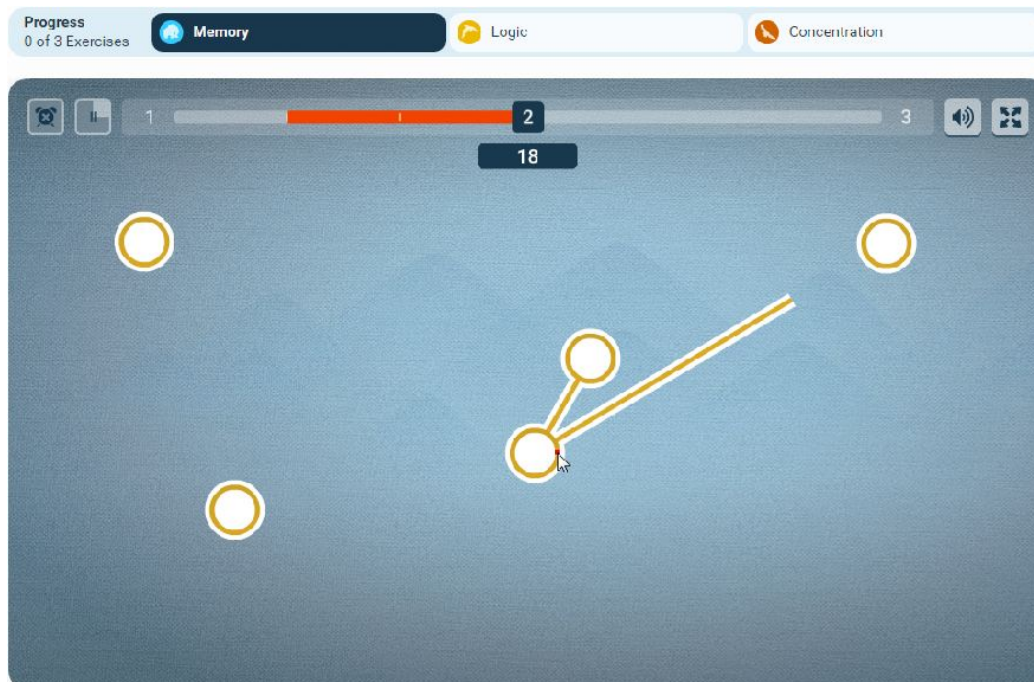 Progress
0 of 3 Exercises
Memory
Logic
Concentration
1
2
3
18